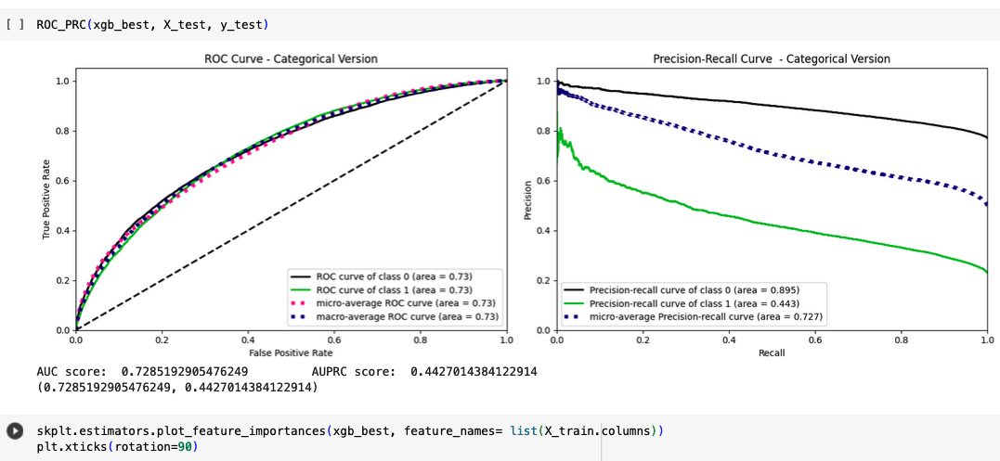 [ ] ROC_PRC(xgb_best, X_test, y_test)
ROC Curve - Categorical Version
1.0
0.8
0.6
0.4
0.2
0.0
True Positive Rate
ROC curve of class 0 (area = 0.73)
ROC curve of class 1 (area = 0.73)
micro-average ROC curve (area = 0.73)
macro-average ROC curve (area = 0.73)
0.0 0.2 0.4 0.6 0.8 1.0
False Positive Rate
Precision-Recall Curve - Categorical Version
1.0
0.8
0.6
0.4
0.2
0.0
Precision
Precision-recall curve of class 0 (area = 0.895)
Precision-recall curve of class 1 (area = 0.443)
micro-average Precision-recall curve (area = 0.727)
0.0 0.2 0.4 0.6 0.8 1.0
Recall
AUC score: 0.7285192905476249 AUPRC score: 0.4427014384122914
(0.7285192905476249, 0.4427014384122914)
skplt.estimators.plot_feature_importances(xgb_best, feature_names= list(X_train.columns))
plt.xticks(rotation=90)